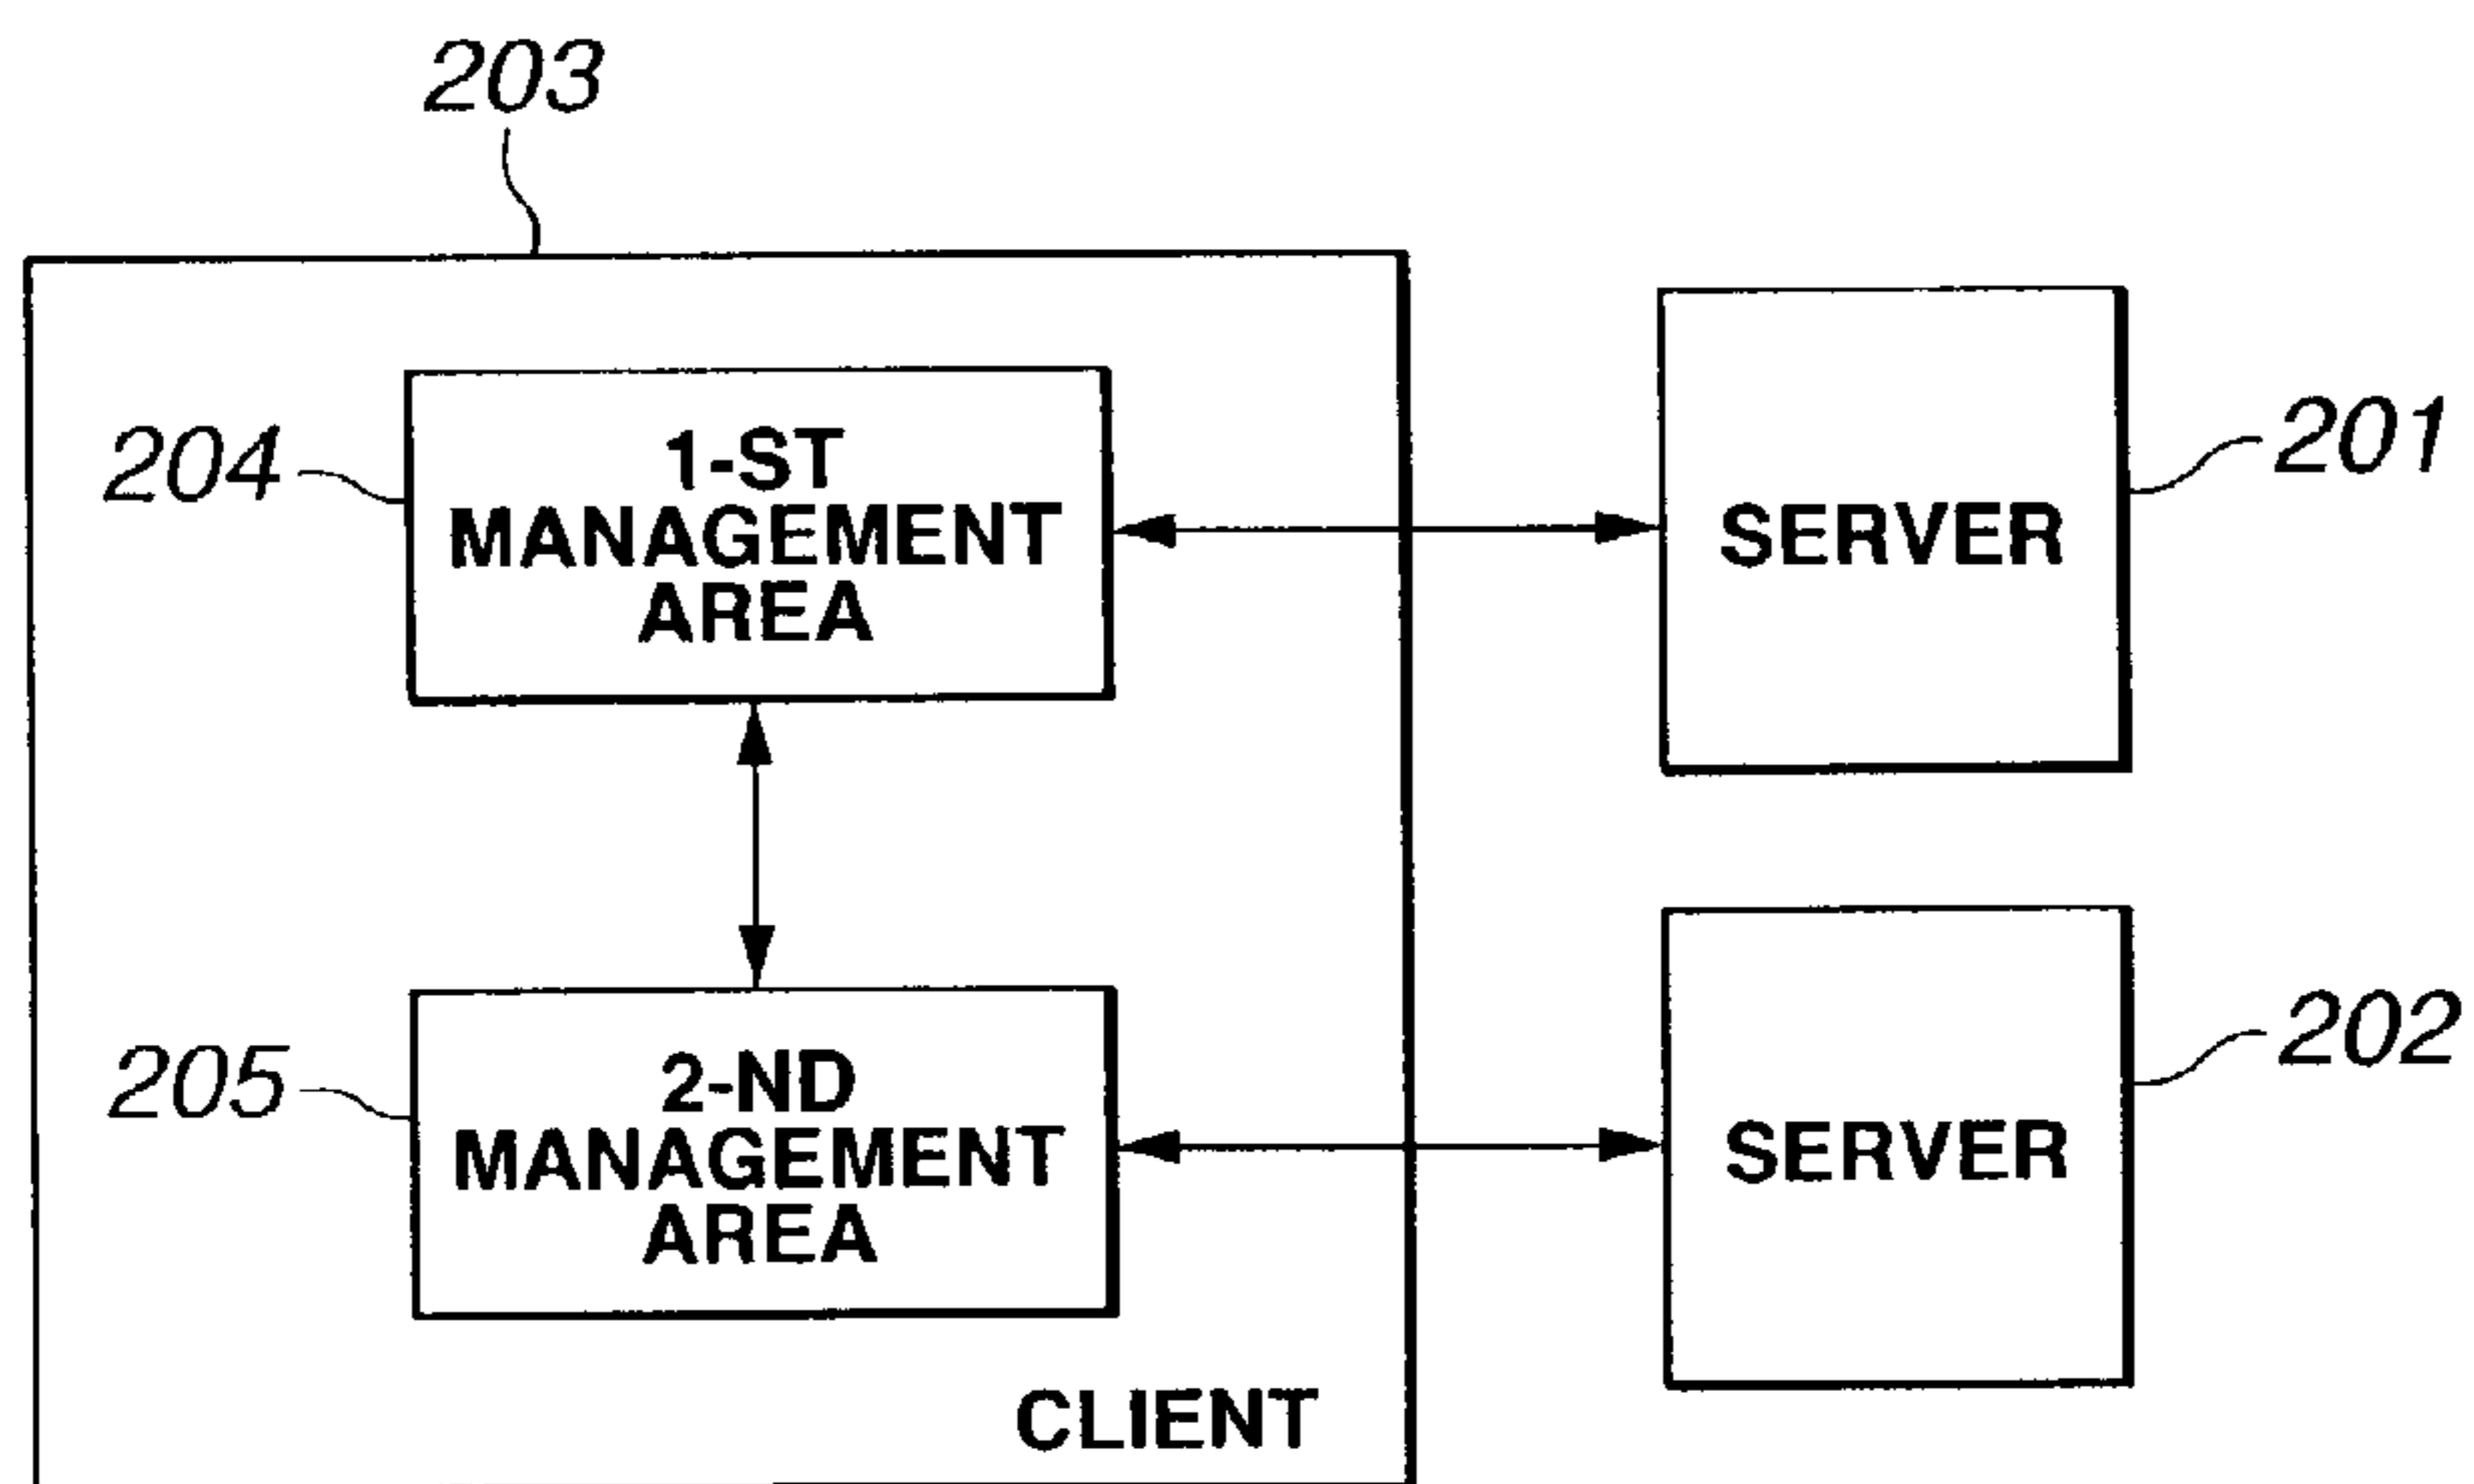 203
204
1-ST
MANAGEMENT
AREA
SERVER
201
205
2-ND
MANAGEMENT
AREA
SERVER
202
CLIENT